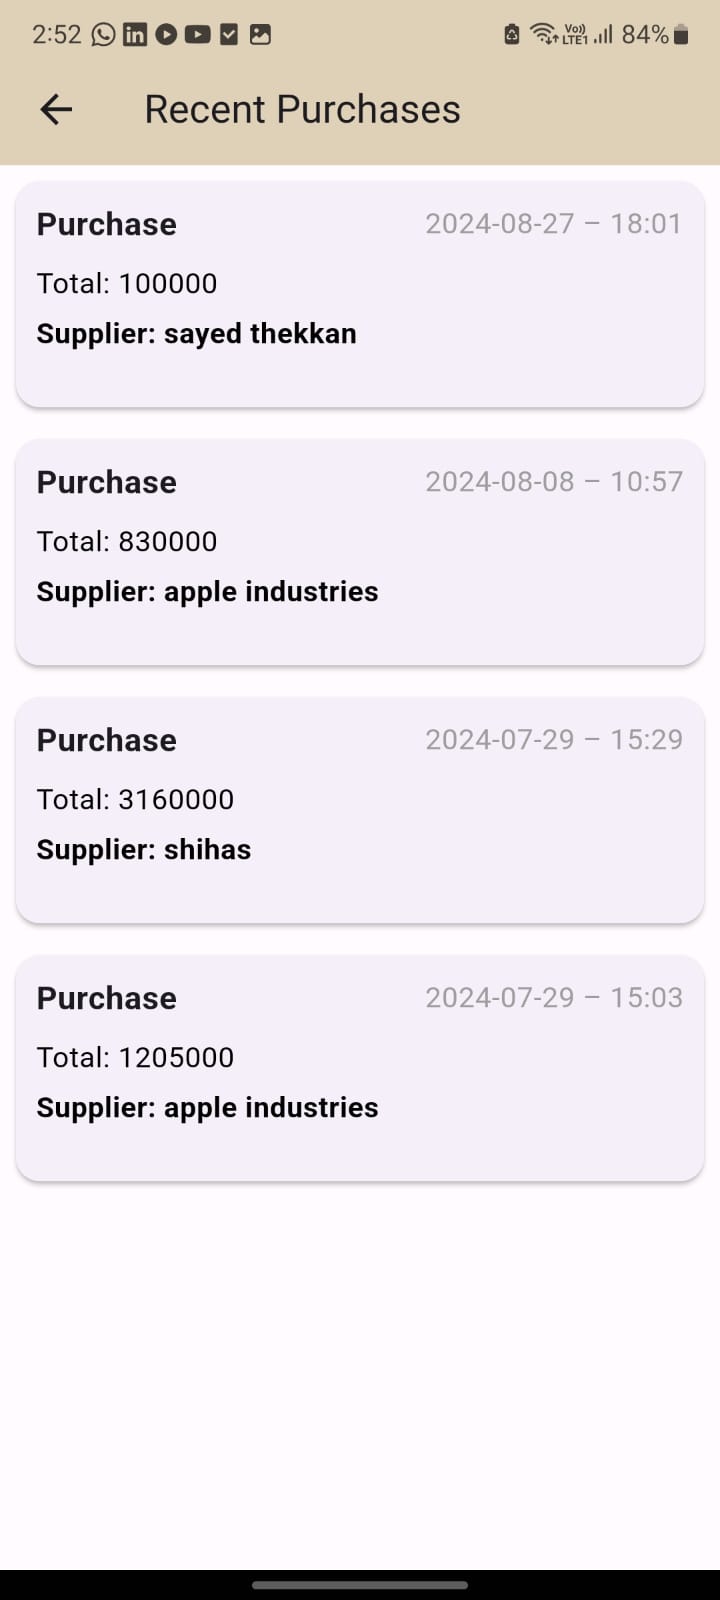 2:52
Vo))
LTE1
84%
Recent Purchases
Purchase 2024-08-27 – 18:01
Total: 100000
Supplier: sayed thekkan
Purchase 2024-08-08 – 10:57
Total: 830000
Supplier: apple industries
Purchase 2024-07-29 – 15:29
Total: 3160000
Supplier: shihas
Purchase 2024-07-29 – 15:03
Total: 1205000
Supplier: apple industries